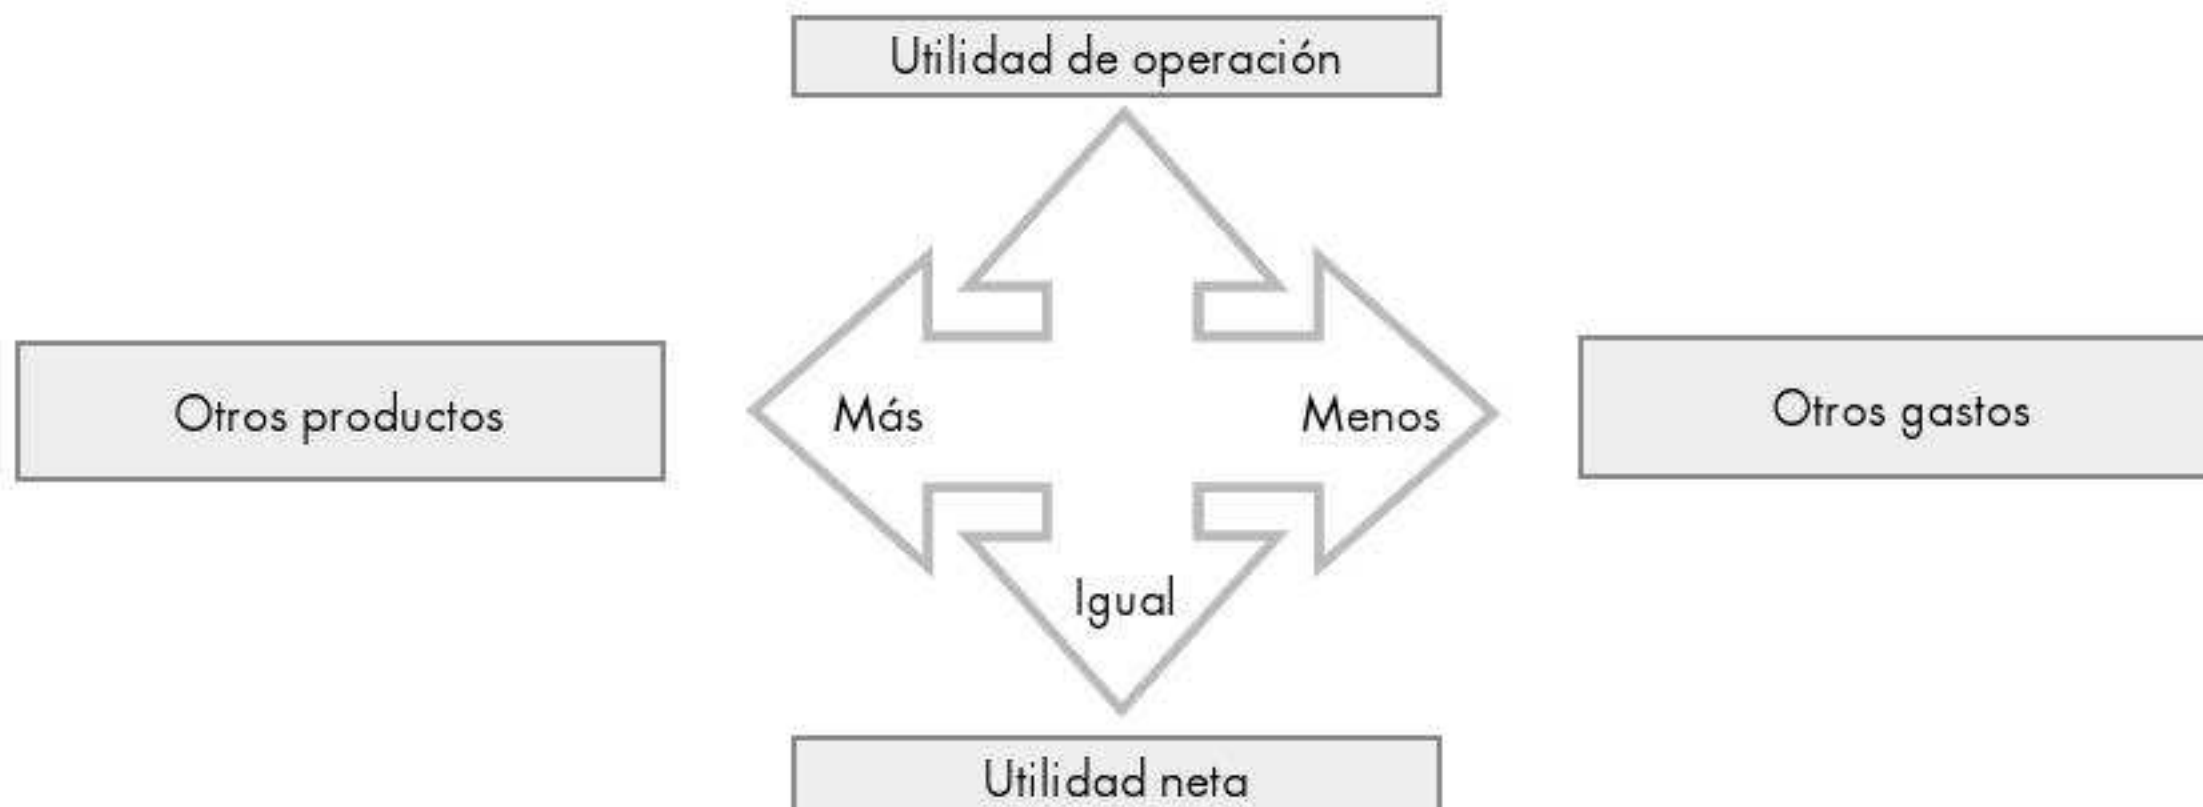 Utilidad de operación
Otros productos
Más
Menos
Otros gastos
Igual
Utilidad neta